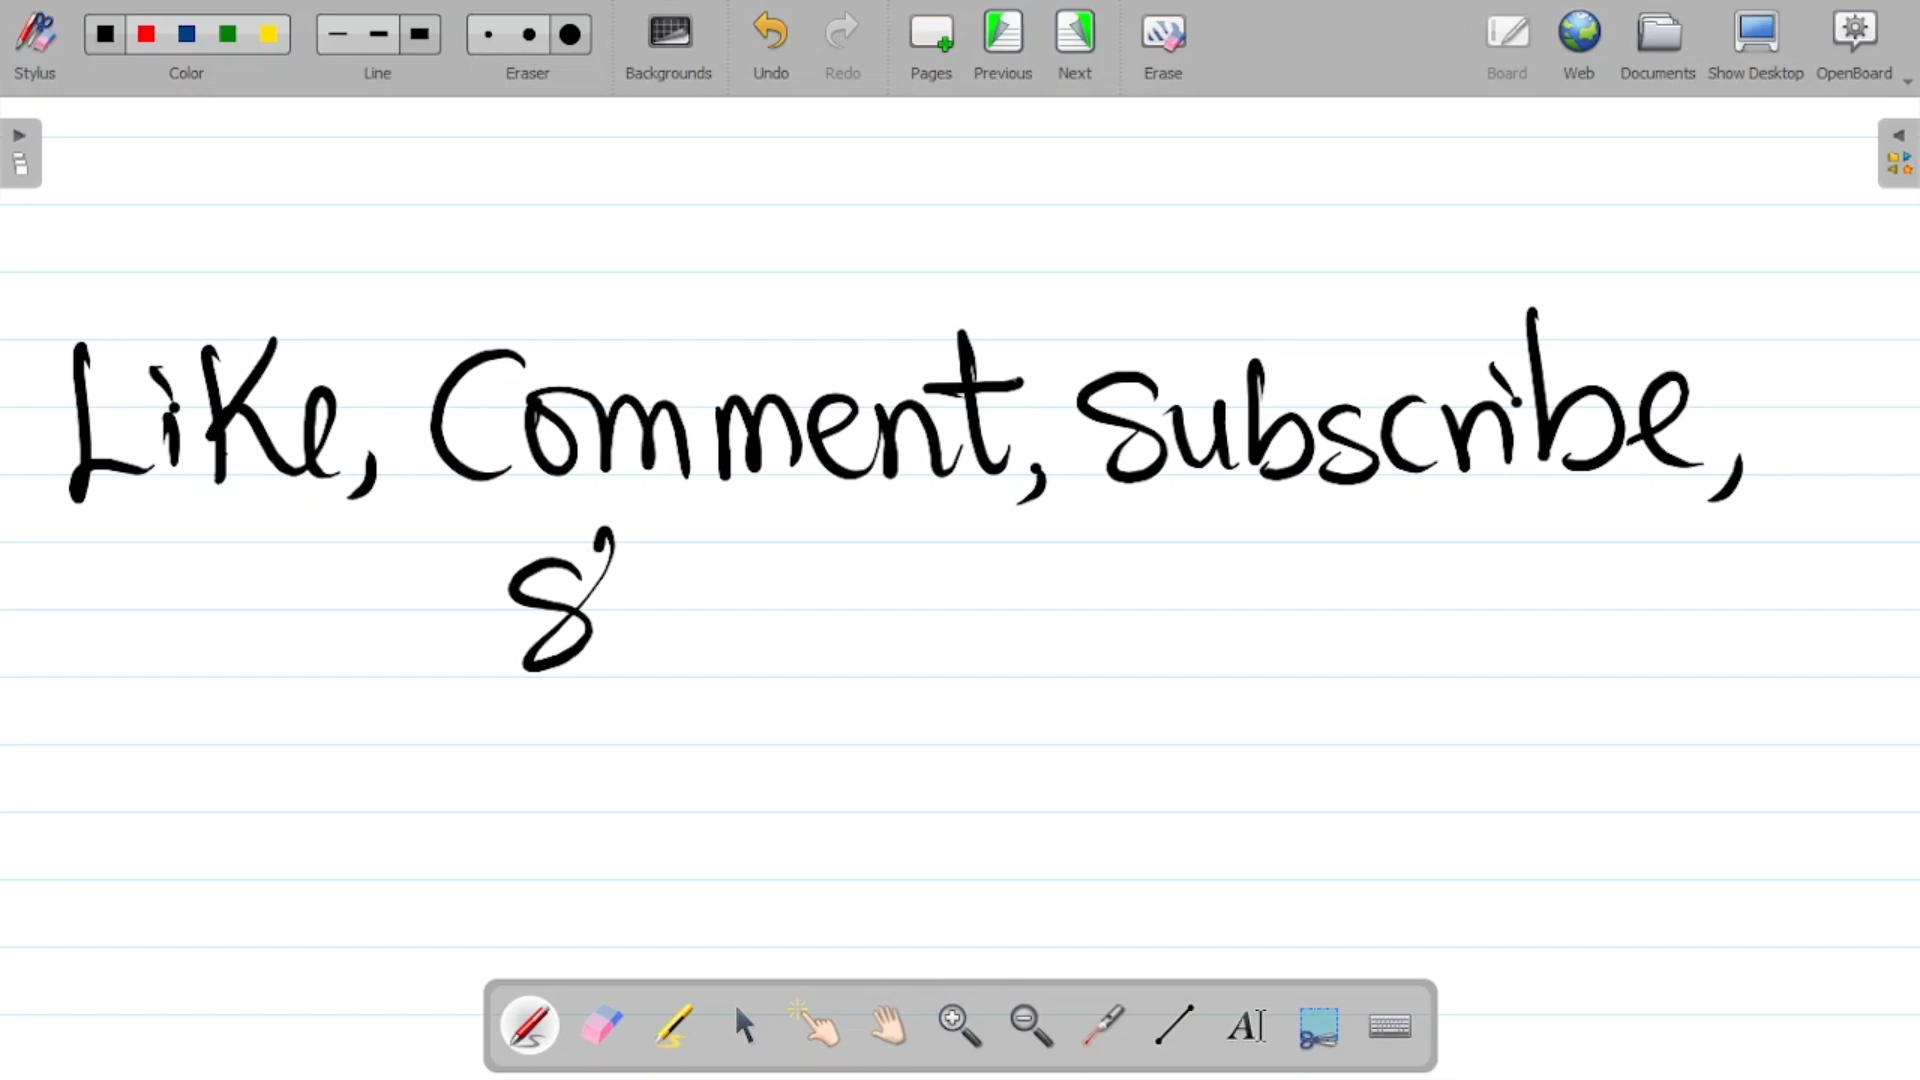 Stylus Color Line Eraser Backgrounds Undo Redo Pages Previous Next Erase Board Web Documents Show Desktop OpenBoard
Like, Comment, Subscribe,